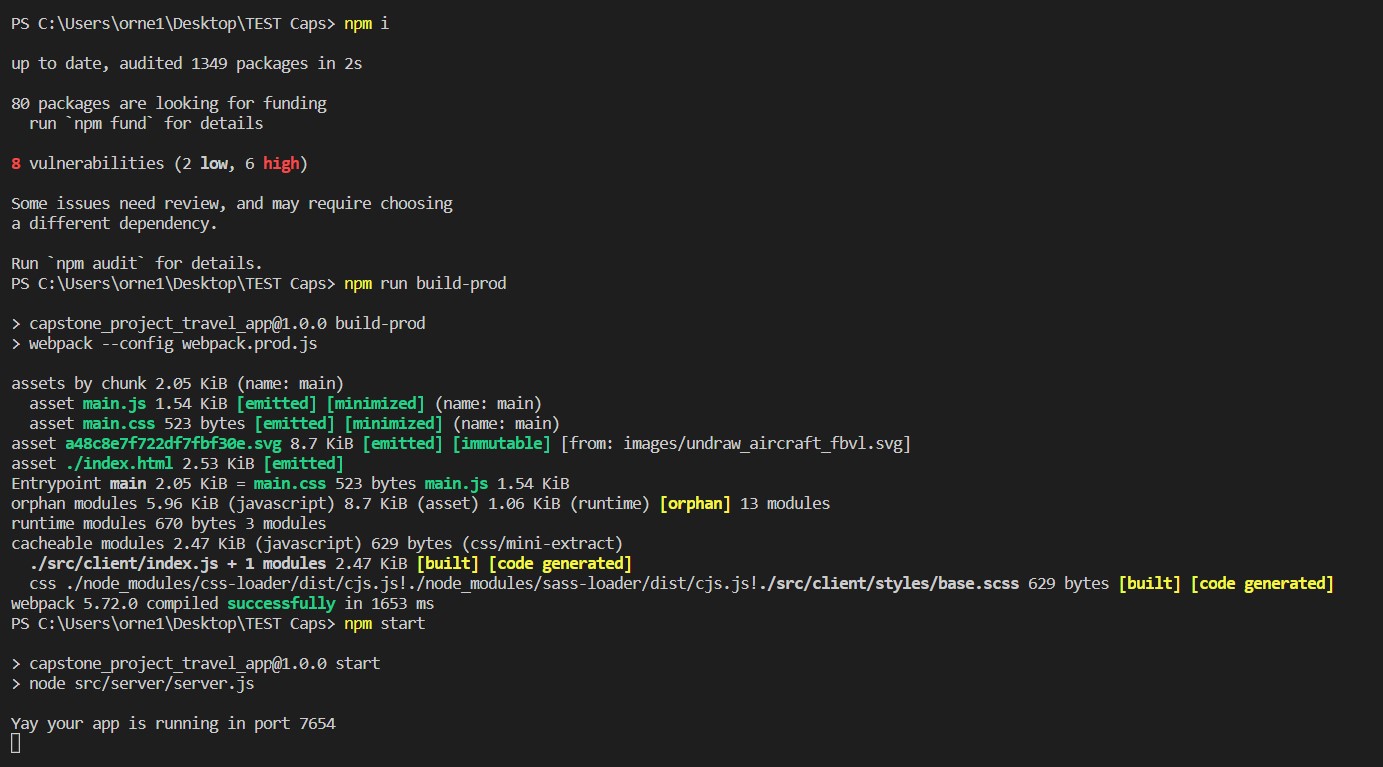 PS C:\Users\orne1\Desktop\TEST Caps> npm i
up to date, audited 1349 packages in 2s
80 packages are looking for funding
  run `npm fund` for details
8 vulnerabilities (2 low, 6 high)
Some issues need review, and may require choosing
a different dependency.
Run `npm audit` for details.
PS C:\Users\orne1\Desktop\TEST Caps> npm run build-prod
> capstone_project_travel_app@1.0.0 build-prod
> webpack --config webpack.prod.js
assets by chunk 2.05 KiB (name: main)
  asset main.js 1.54 KiB [emitted] [minimized] (name: main)
  asset main.css 523 bytes [emitted] [minimized] (name: main)
asset a48c8e7f722df7fbf30e.svg 8.7 KiB [emitted] [immutable] [from: images/undraw_aircraft_fbvl.svg]
asset ./index.html 2.53 KiB [emitted]
Entrypoint main 2.05 KiB = main.css 523 bytes main.js 1.54 KiB
orphan modules 5.96 KiB (javascript) 8.7 KiB (asset) 1.06 KiB (runtime) [orphan] 13 modules
runtime modules 670 bytes 3 modules
cacheable modules 2.47 KiB (javascript) 629 bytes (css/mini-extract)
  ./src/client/index.js + 1 modules 2.47 KiB [built] [code generated]
  css ./node_modules/css-loader/dist/cjs.js!./node_modules/sass-loader/dist/cjs.js!./src/client/styles/base.scss 629 bytes [built] [code generated]
webpack 5.72.0 compiled successfully in 1653 ms
PS C:\Users\orne1\Desktop\TEST Caps> npm start
> capstone_project_travel_app@1.0.0 start
> node src/server/server.js
Yay your app is running in port 7654